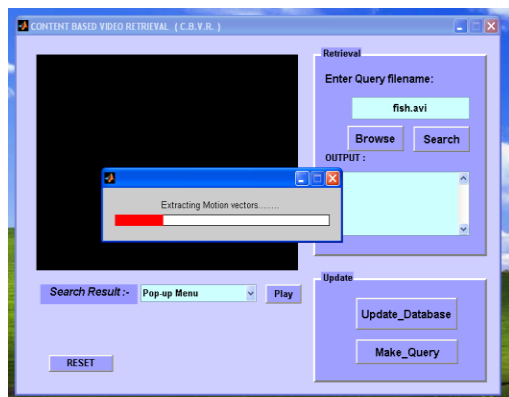 CONTENT BASED VIDEO RETRIEVAL ( C.B.V.R. )
Retrieval
Enter Query filename:
fish.avi
Browse
Search
OUTPUT :
Extracting Motion vectors........
Search Result :-
Pop-up Menu
Play
Update
Update_Database
Make_Query
RESET